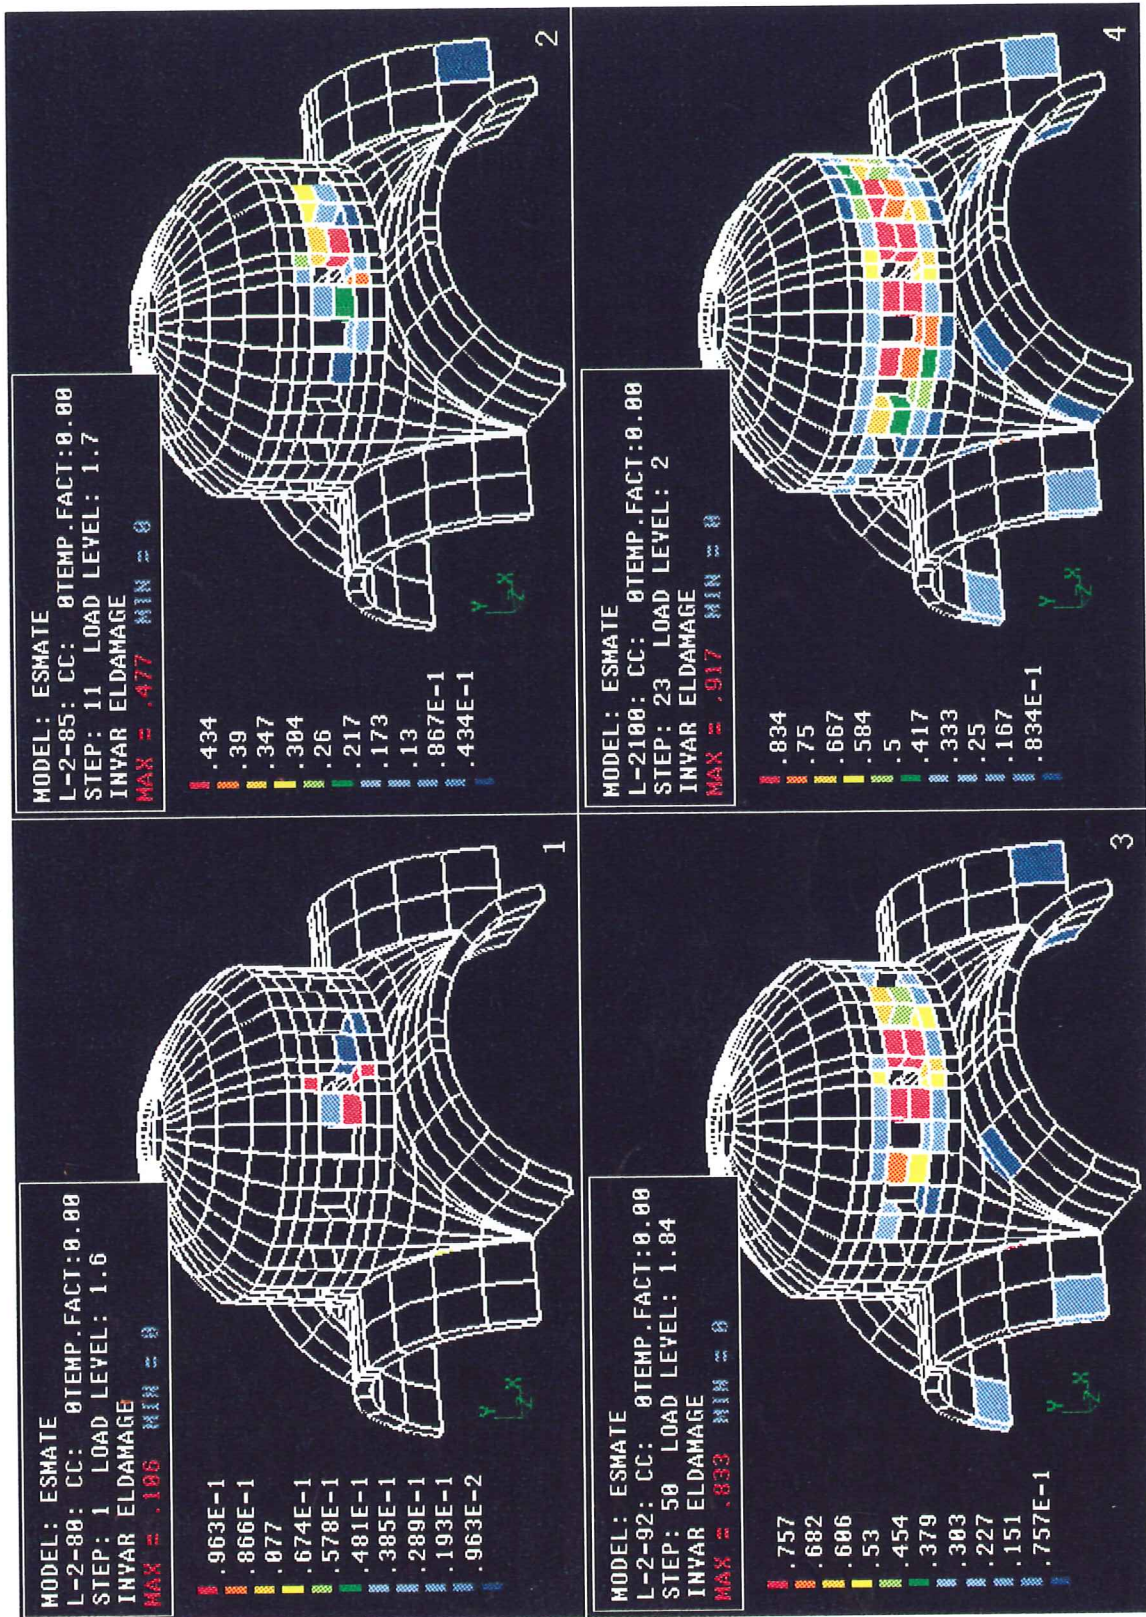 MODEL: ESMATE
L-2-80: CC: 0TEMP.FACT:0.00
STEP: 1 LOAD LEVEL: 1.6
INVAR ELDAMAGE
MAX = .106 MIN = 0
.963E-1
.866E-1
.077
.674E-1
.578E-1
.481E-1
.385E-1
.289E-1
.193E-1
.963E-2
Y
Z X
1
MODEL: ESMATE
L-2-85: CC: 0TEMP.FACT:0.00
STEP: 11 LOAD LEVEL: 1.7
INVAR ELDAMAGE
MAX = .477 MIN = 0
.434
.39
.347
.304
.26
.217
.173
.13
.867E-1
.434E-1
Y
Z X
2
MODEL: ESMATE
L-2-92: CC: 0TEMP.FACT:0.00
STEP: 50 LOAD LEVEL: 1.84
INVAR ELDAMAGE
MAX = .833 MIN = 0
.757
.682
.606
.53
.454
.379
.303
.227
.151
.757E-1
Y
Z X
3
MODEL: ESMATE
L-2100: CC: 0TEMP.FACT:0.00
STEP: 23 LOAD LEVEL: 2
INVAR ELDAMAGE
MAX = .917 MIN = 0
.834
.75
.667
.584
.5
.417
.333
.25
.167
.834E-1
Y
Z X
4